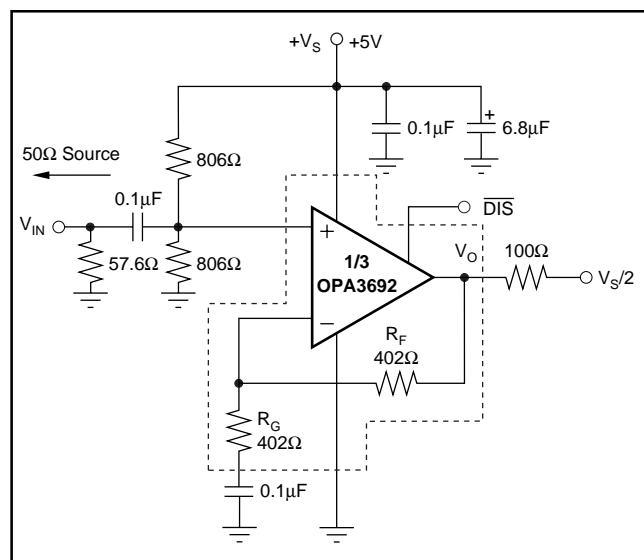 +V_S
+5V
0.1μF
6.8μF
+
50Ω Source
806Ω
0.1μF
V_IN
57.6Ω
806Ω
+
1/3
OPA3692
−
D̅I̅S̅
V_O
100Ω
V_S/2
R_F
402Ω
R_G
402Ω
0.1μF